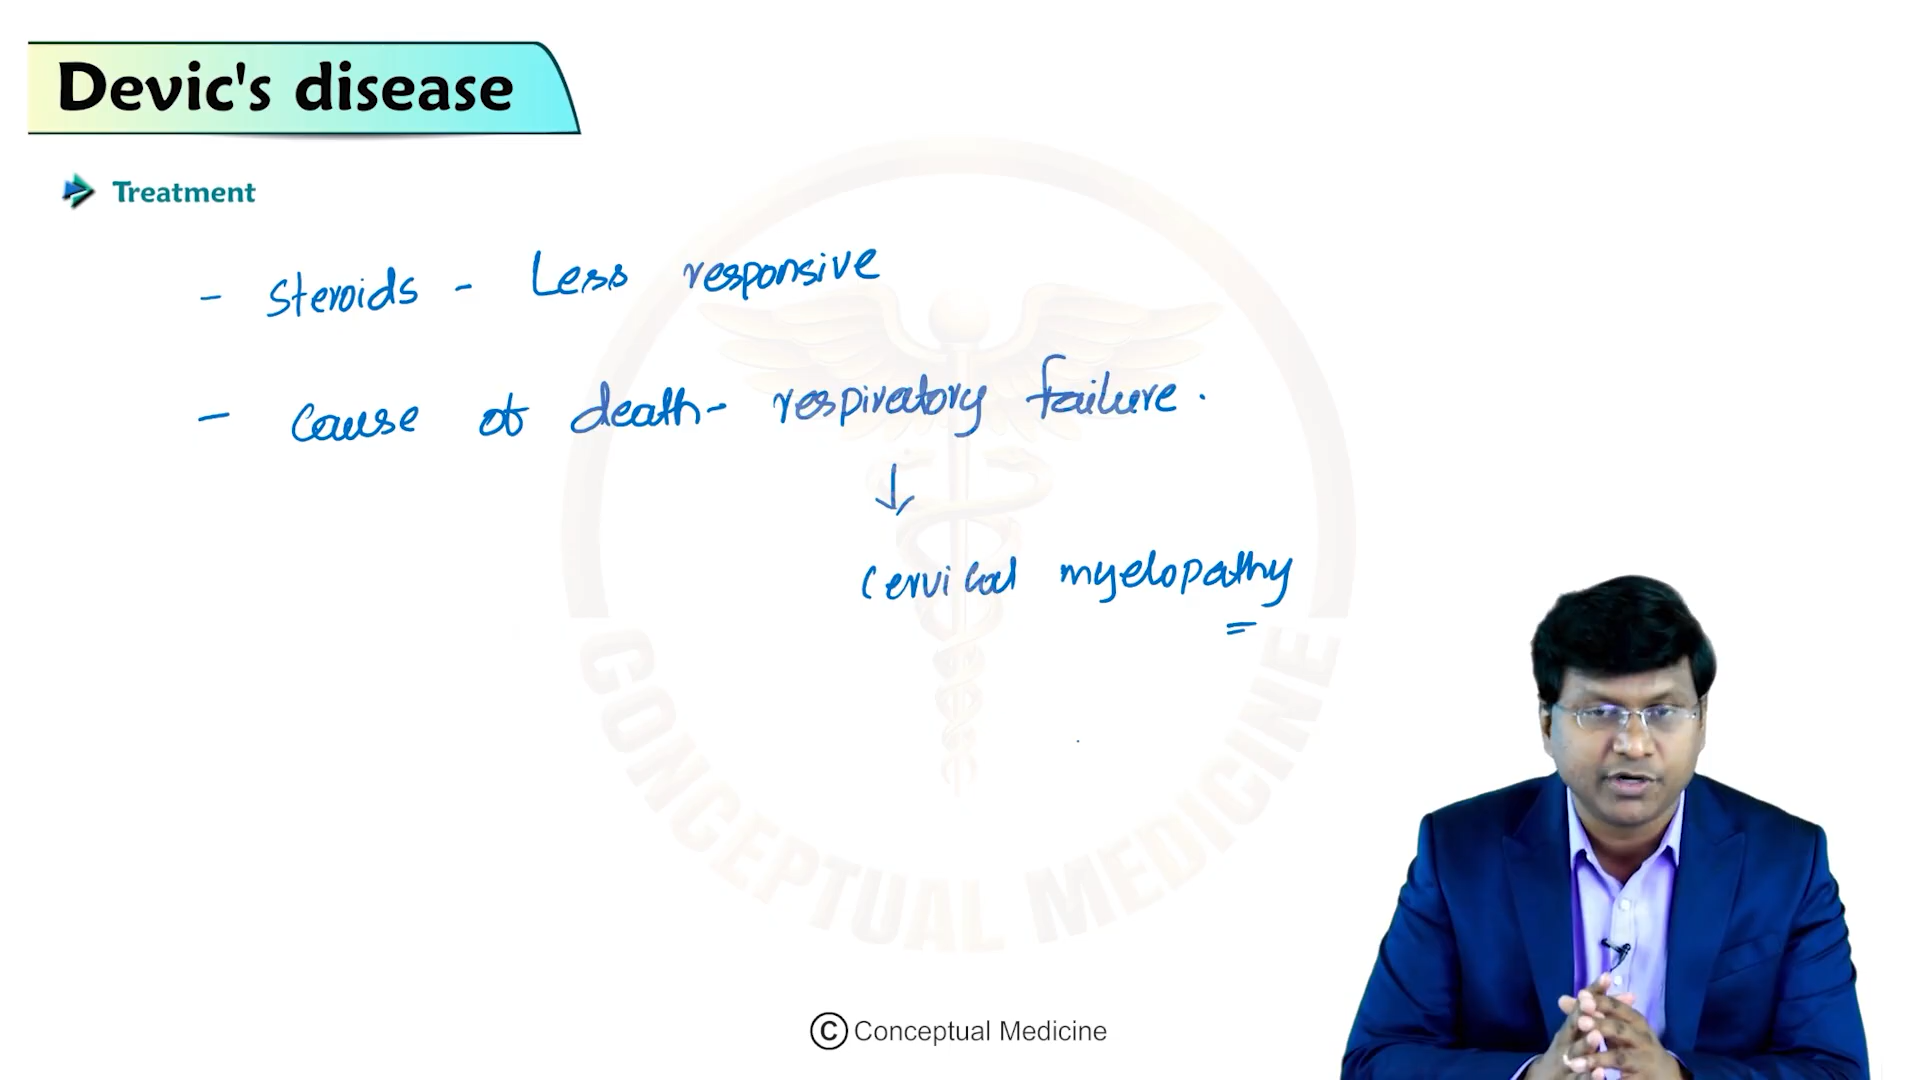 Devic's disease
Treatment
- Steroids - Less responsive
- Cause of death - respiratory failure.
↓
Cervical myelopathy
CONCEPTUAL MEDICINE
© Conceptual Medicine